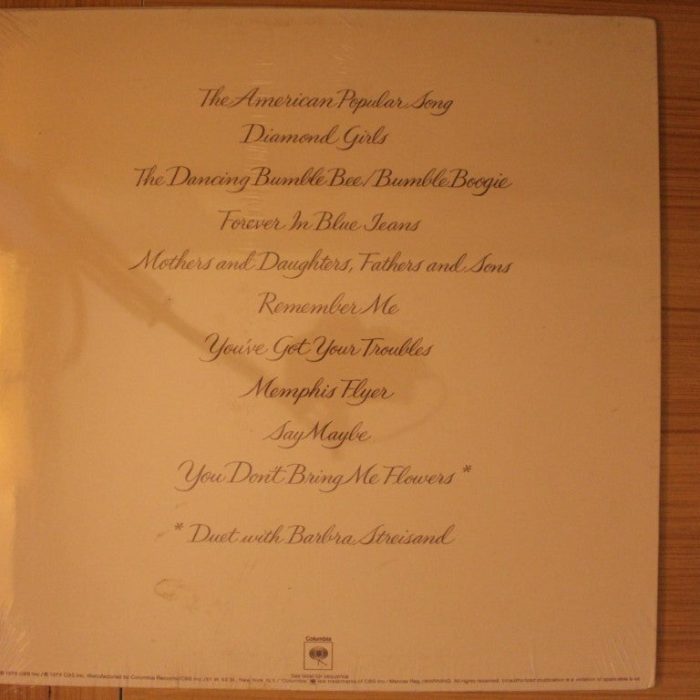 The American Popular Song
Diamond Girls
The Dancing Bumble Bee/Bumble Boogie
Forever In Blue Jeans
Mothers and Daughters, Fathers and Sons
Remember Me
You've Got Your Troubles
Memphis Flyer
Say Maybe
You Don't Bring Me Flowers *
* Duet with Barbra Streisand
Columbia